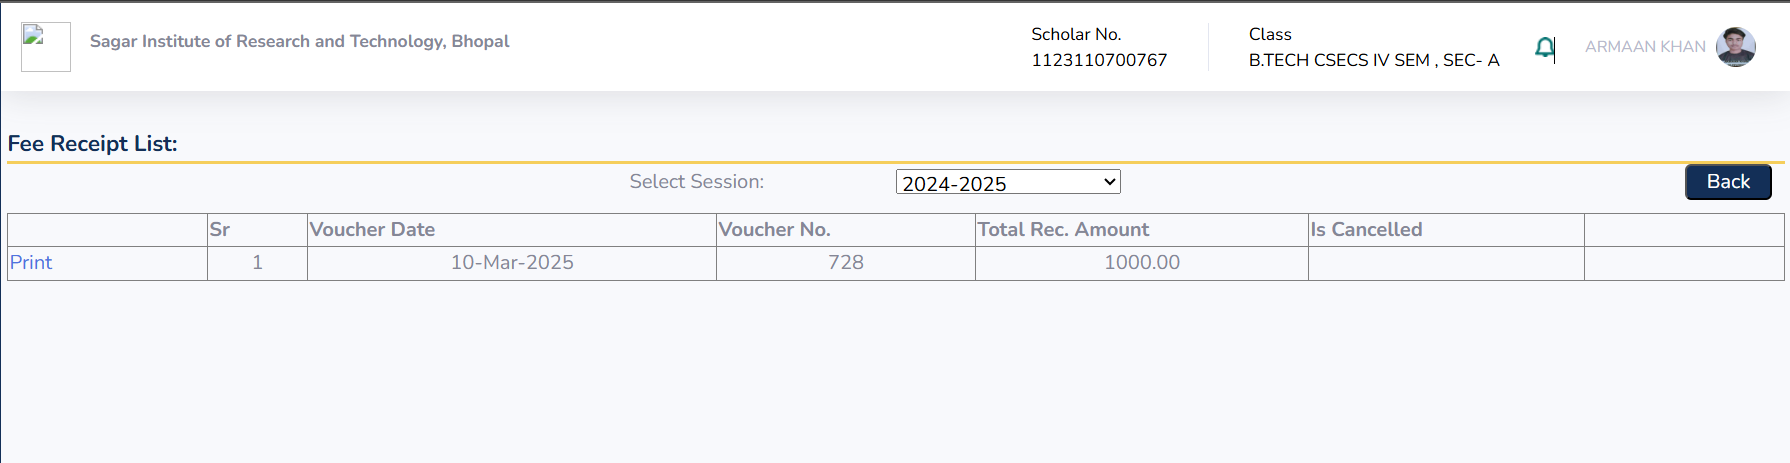 Sagar Institute of Research and Technology, Bhopal
Scholar No.
1123110700767
Class
B.TECH CSECS IV SEM , SEC- A
ARMAAN KHAN
Fee Receipt List:
Select Session: 2024-2025 Back
Sr Voucher Date Voucher No. Total Rec. Amount Is Cancelled
Print 1 10-Mar-2025 728 1000.00